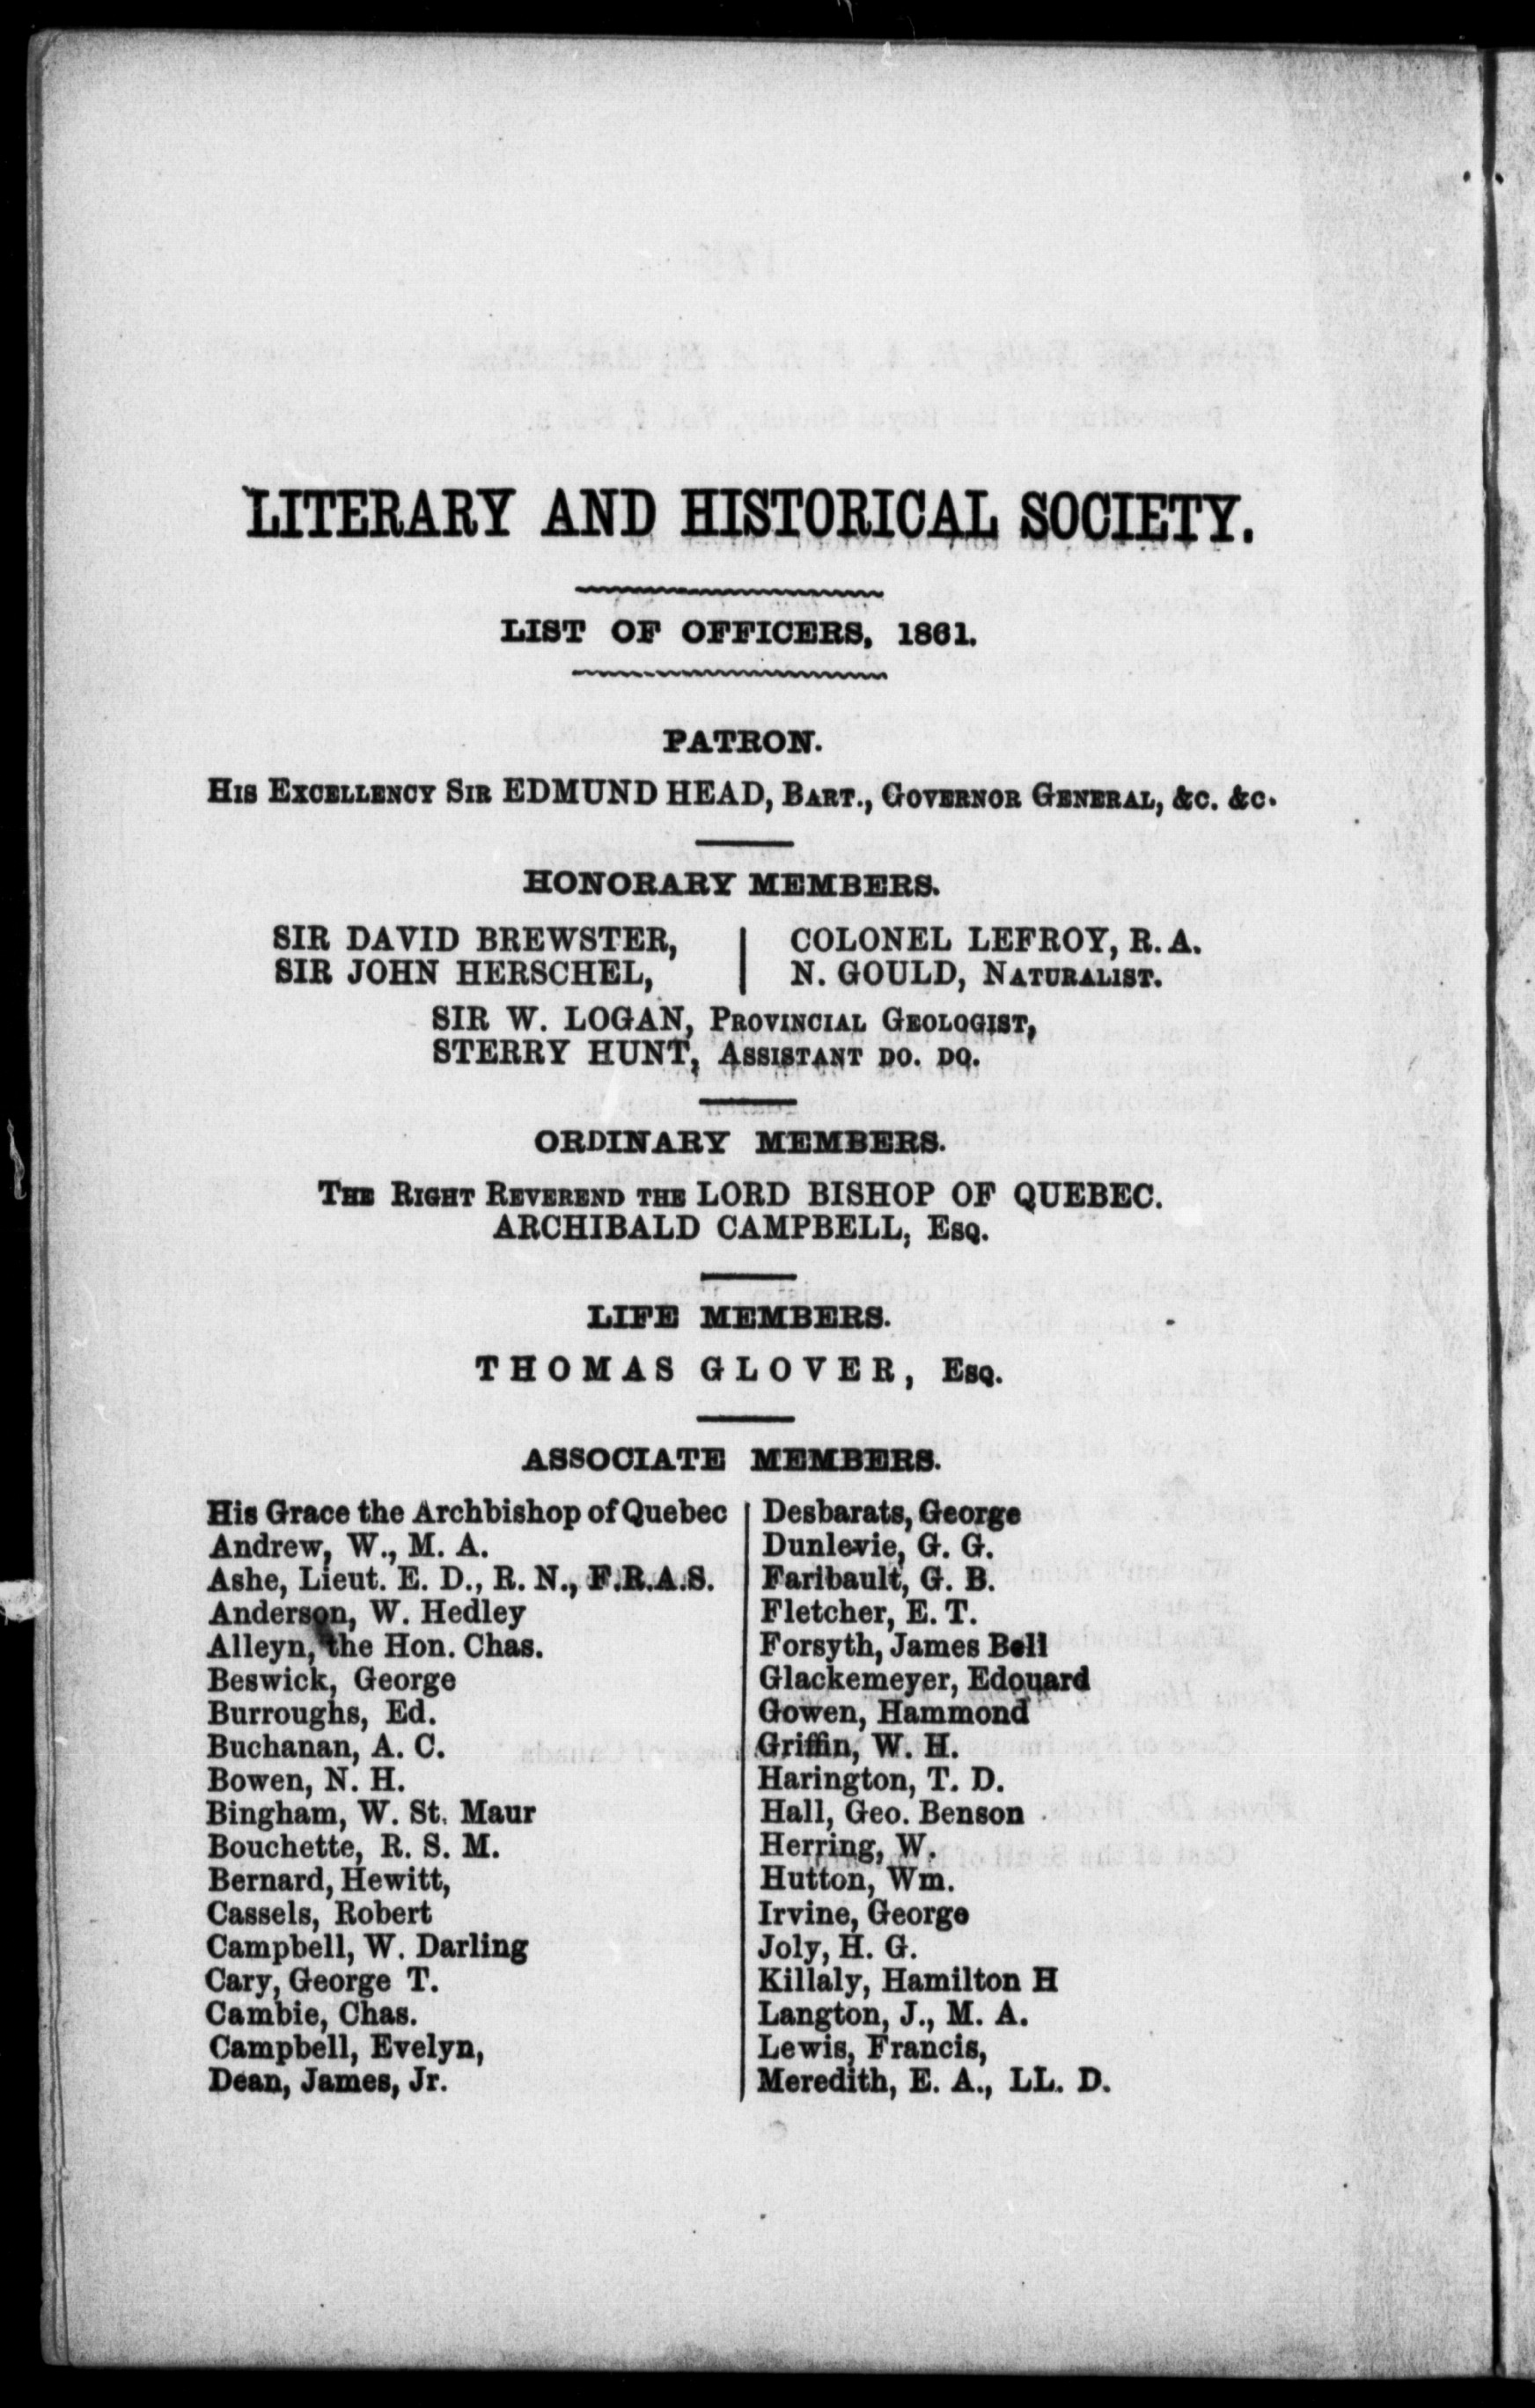 LITERARY AND HISTORICAL SOCIETY.
LIST OF OFFICERS, 1861.
PATRON.
His Excellency Sir EDMUND HEAD, Bart., Governor General, &c. &c.
HONORARY MEMBERS.
SIR DAVID BREWSTER,
SIR JOHN HERSCHEL,
COLONEL LEFROY, R. A.
N. GOULD, Naturalist.
SIR W. LOGAN, Provincial Geologist,
STERRY HUNT, Assistant do. do.
ORDINARY MEMBERS.
The Right Reverend the LORD BISHOP OF QUEBEC.
ARCHIBALD CAMPBELL, Esq.
LIFE MEMBERS.
THOMAS GLOVER, Esq.
ASSOCIATE MEMBERS.
His Grace the Archbishop of Quebec
Andrew, W., M. A.
Ashe, Lieut. E. D., R. N., F.R.A.S.
Anderson, W. Hedley
Alleyn, the Hon. Chas.
Beswick, George
Burroughs, Ed.
Buchanan, A. C.
Bowen, N. H.
Bingham, W. St. Maur
Bouchette, R. S. M.
Bernard, Hewitt,
Cassels, Robert
Campbell, W. Darling
Cary, George T.
Cambie, Chas.
Campbell, Evelyn,
Dean, James, Jr.
Desbarats, George
Dunlevie, G. G.
Faribault, G. B.
Fletcher, E. T.
Forsyth, James Bell
Glackemeyer, Edouard
Gowen, Hammond
Griffin, W. H.
Harington, T. D.
Hall, Geo. Benson
Herring, W.
Hutton, Wm.
Irvine, George
Joly, H. G.
Killaly, Hamilton H
Langton, J., M. A.
Lewis, Francis,
Meredith, E. A., LL. D.